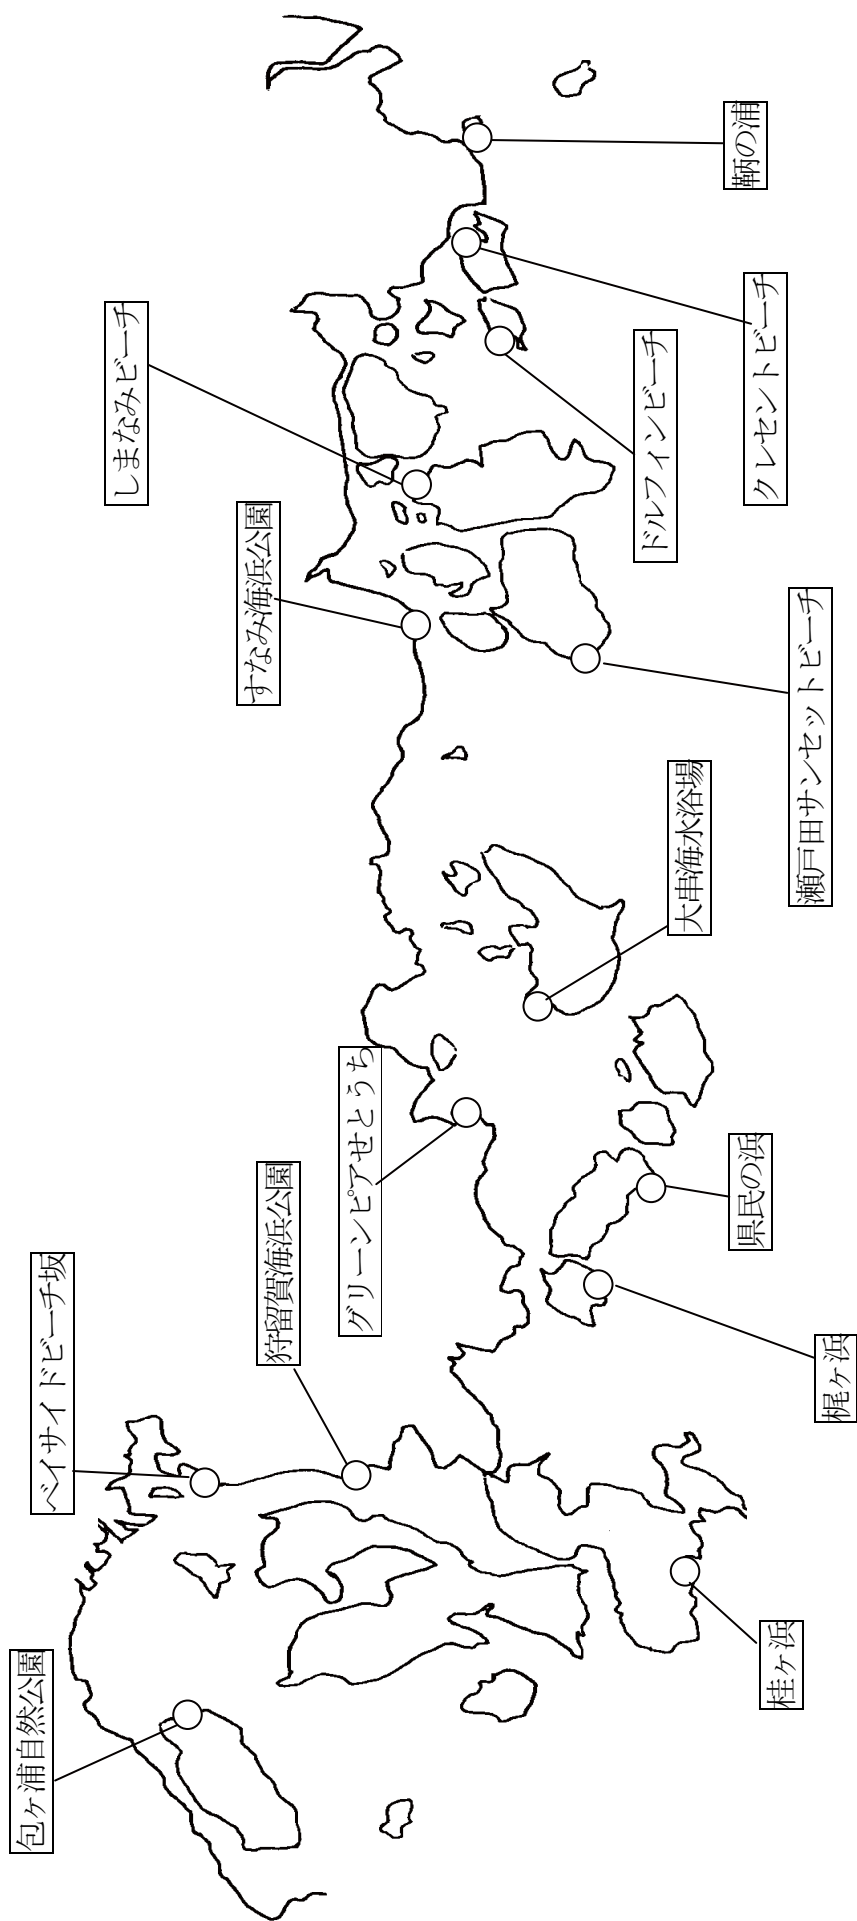 包ヶ浦自然公園
ベイサイドビーチ坂
狩留賀海浜公園
グリーンピアせとうち
すなみ海浜公園
しまなみビーチ
桂ヶ浜
梶ヶ浜
県民の浜
大串海水浴場
瀬戸田サンセットビーチ
ドルフィンビーチ
クレセントビーチ
鞆の浦